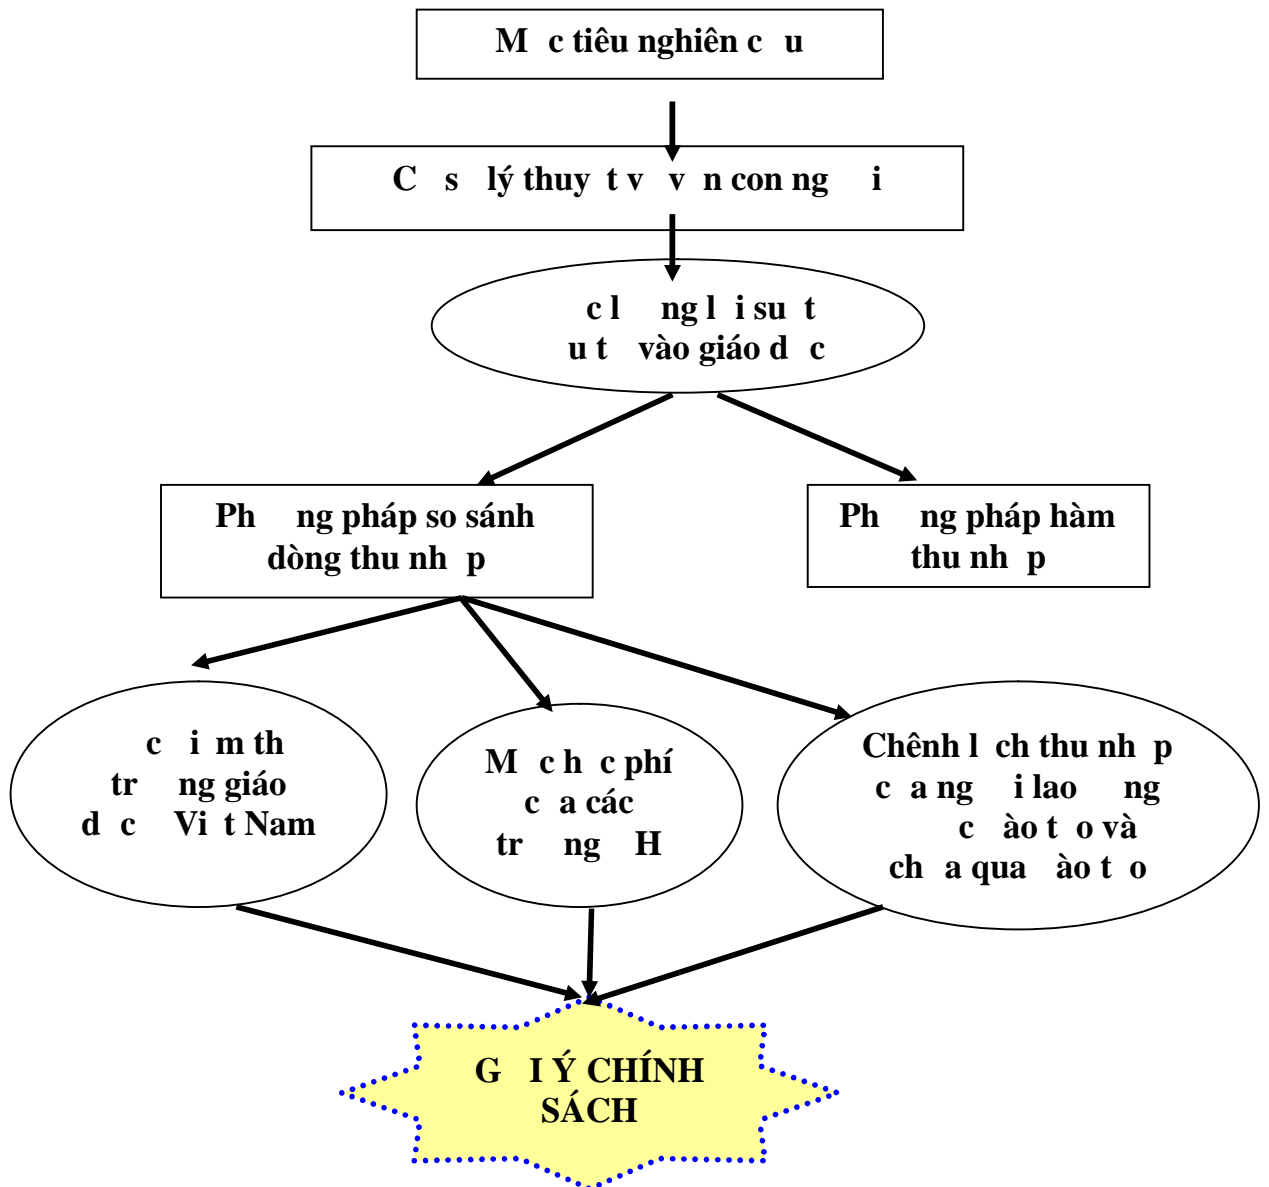 M c tiêu nghiên c u
C s lý thuy t v v n con ng i
c l ng l i su t
u t vào giáo d c
Ph ng pháp so sánh
dòng thu nh p
Ph ng pháp hàm
thu nh p
c i m th
tr ng giáo
d c Vi t Nam
M c h c phí
c a các
tr ng H
Chênh l ch thu nh p
c a ng i lao ng
c ào t o và
ch a qua ào t o
G I Ý CHÍNH
SÁCH